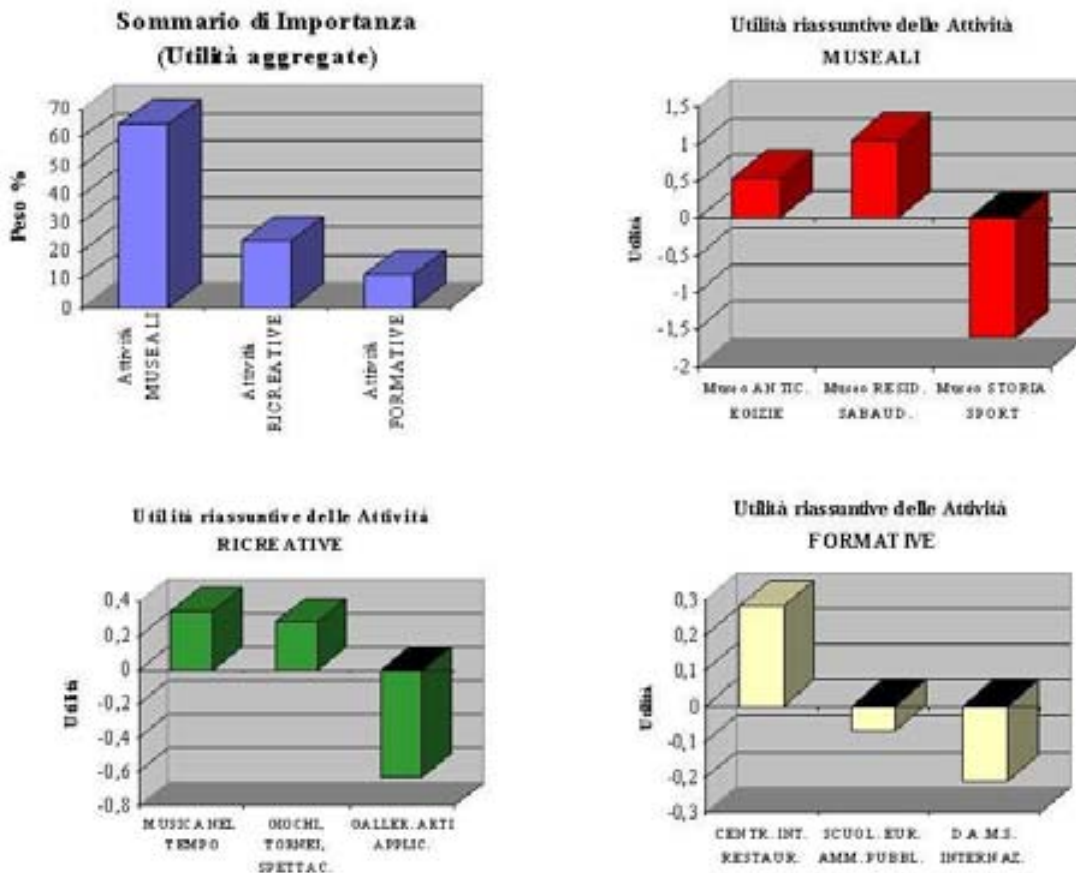 Sommario di Importanza
(Utilità aggregate)
Peso %
70
60
50
40
30
20
10
0
Attività
MUSEALI
Attività
RICREATIVE
Attività
FORMATIVE
Utilità riassuntive delle Attività
MUSEALI
Utilità
1,5
1
0,5
0
-0,5
-1
-1,5
-2
Museo ANTIC.
EGIZIE
Museo RESID.
SABAUD.
Museo STORIA
SPORT
Utilità riassuntive delle Attività
RICREATIVE
Utilità
0,4
0,2
0
-0,2
-0,4
-0,6
-0,8
MUSICA NEL
TEMPO
GIOCHI,
TORNEI,
SPETTAC.
GALLER. ARTI
APPLIC.
Utilità riassuntive delle Attività
FORMATIVE
Utilità
0,3
0,2
0,1
0
-0,1
-0,2
-0,3
CENTR. INT.
RESTAUR.
SCUOL. EUR.
AMM. PUBBL.
D.A.M.S.
INTERNAZ.